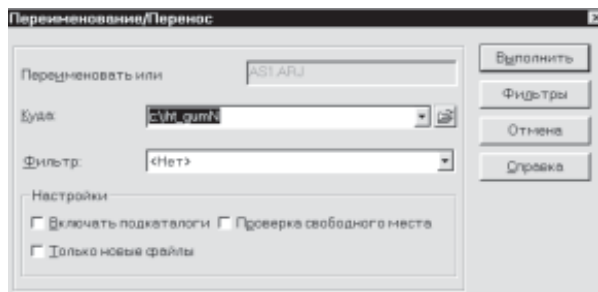 Переименование/Перенос
Переименовать или
AS1.ARJ
Выполнить
Фильтры
Куда:
c:\ht_gumN
Отмена
Фильтр:
<Нет>
Справка
Настройки
Включать подкаталоги
Проверка свободного места
Только новые файлы